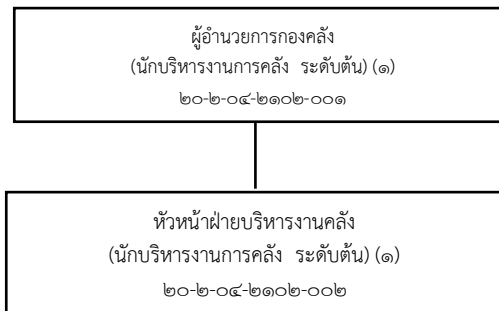 ผู้อำนวยการกองคลัง
(นักบริหารงานการคลัง ระดับต้น) (๑)
๒๐-๒-๐๔-๒๑๐๒-๐๐๑
หัวหน้าฝ่ายบริหารงานคลัง
(นักบริหารงานการคลัง ระดับต้น) (๑)
๒๐-๒-๐๔-๒๑๐๒-๐๐๒